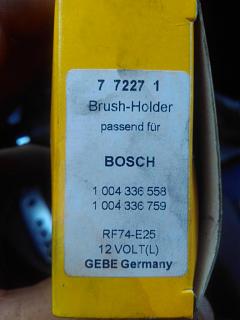 7 7227 1
Brush-Holder
passend für
BOSCH
1 004 336 558
1 004 336 759
RF74-E25
12 VOLT(L)
GEBE Germany